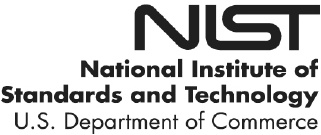 NIST
National Institute of
Standards and Technology
U.S. Department of Commerce